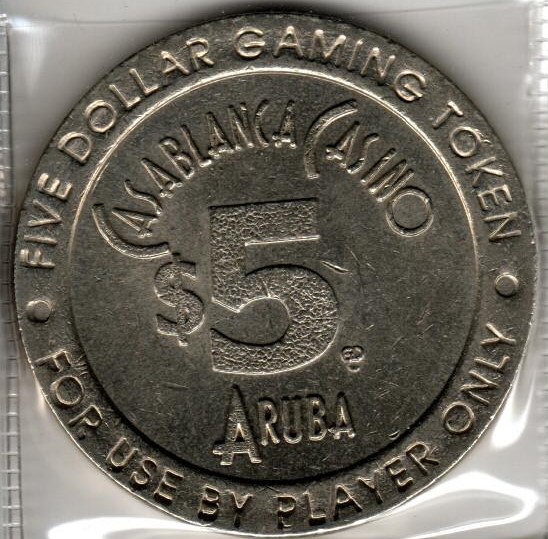 FIVE DOLLAR GAMING TOKEN
CASABLANCA CASINO
$5
ARUBA
FOR USE BY PLAYER ONLY